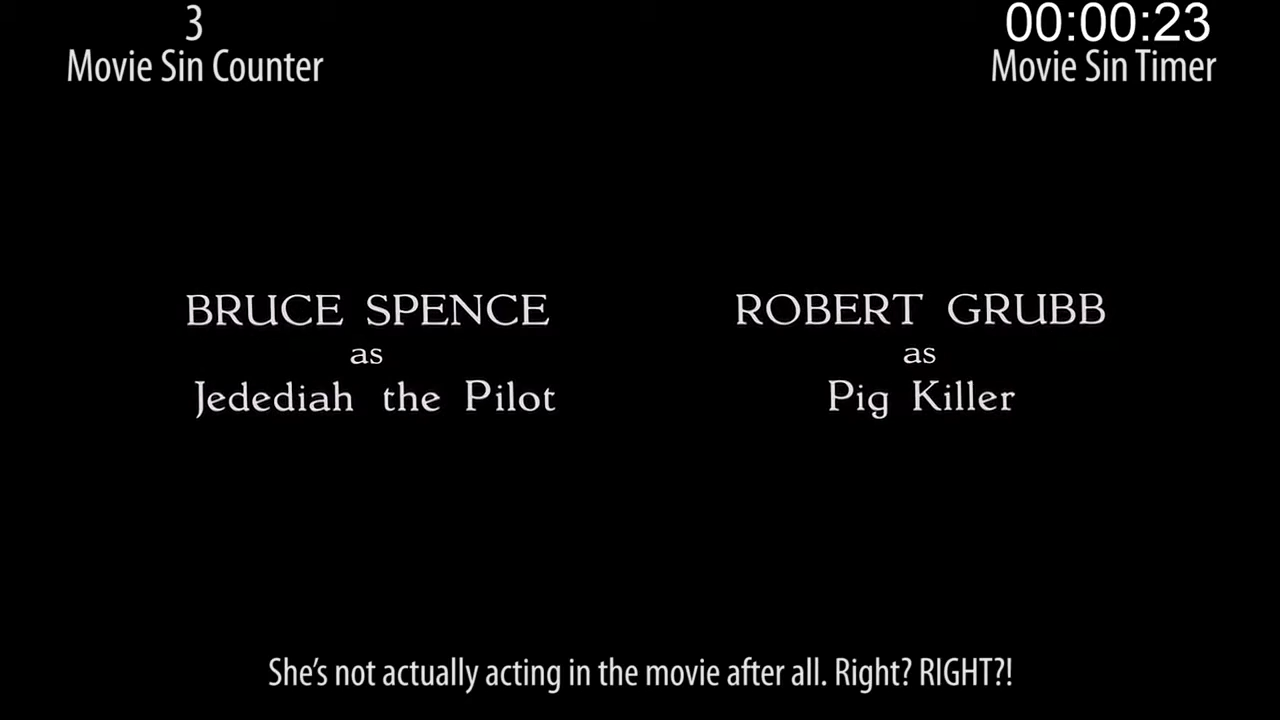 3
Movie Sin Counter
00:00:23
Movie Sin Timer
BRUCE SPENCE
as
Jedediah the Pilot
ROBERT GRUBB
as
Pig Killer
She's not actually acting in the movie after all. Right? RIGHT?!